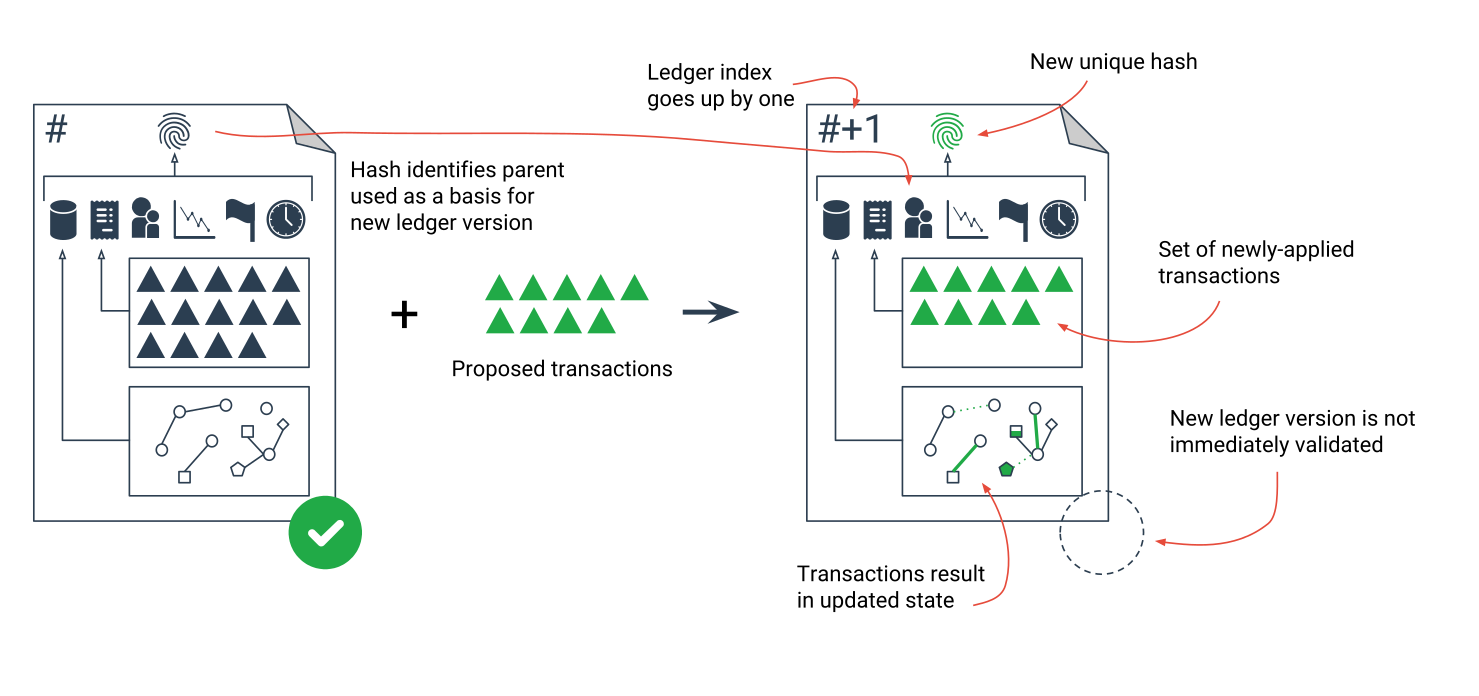 Ledger index
goes up by one
New unique hash
#
#+1
Hash identifies parent
used as a basis for
new ledger version
Set of newly-applied
transactions
+
Proposed transactions
New ledger version is not
immediately validated
Transactions result
in updated state